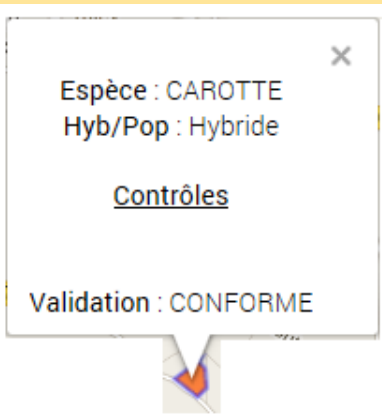 ×
Espèce : CAROTTE
Hyb/Pop : Hybride
Contrôles
Validation : CONFORME